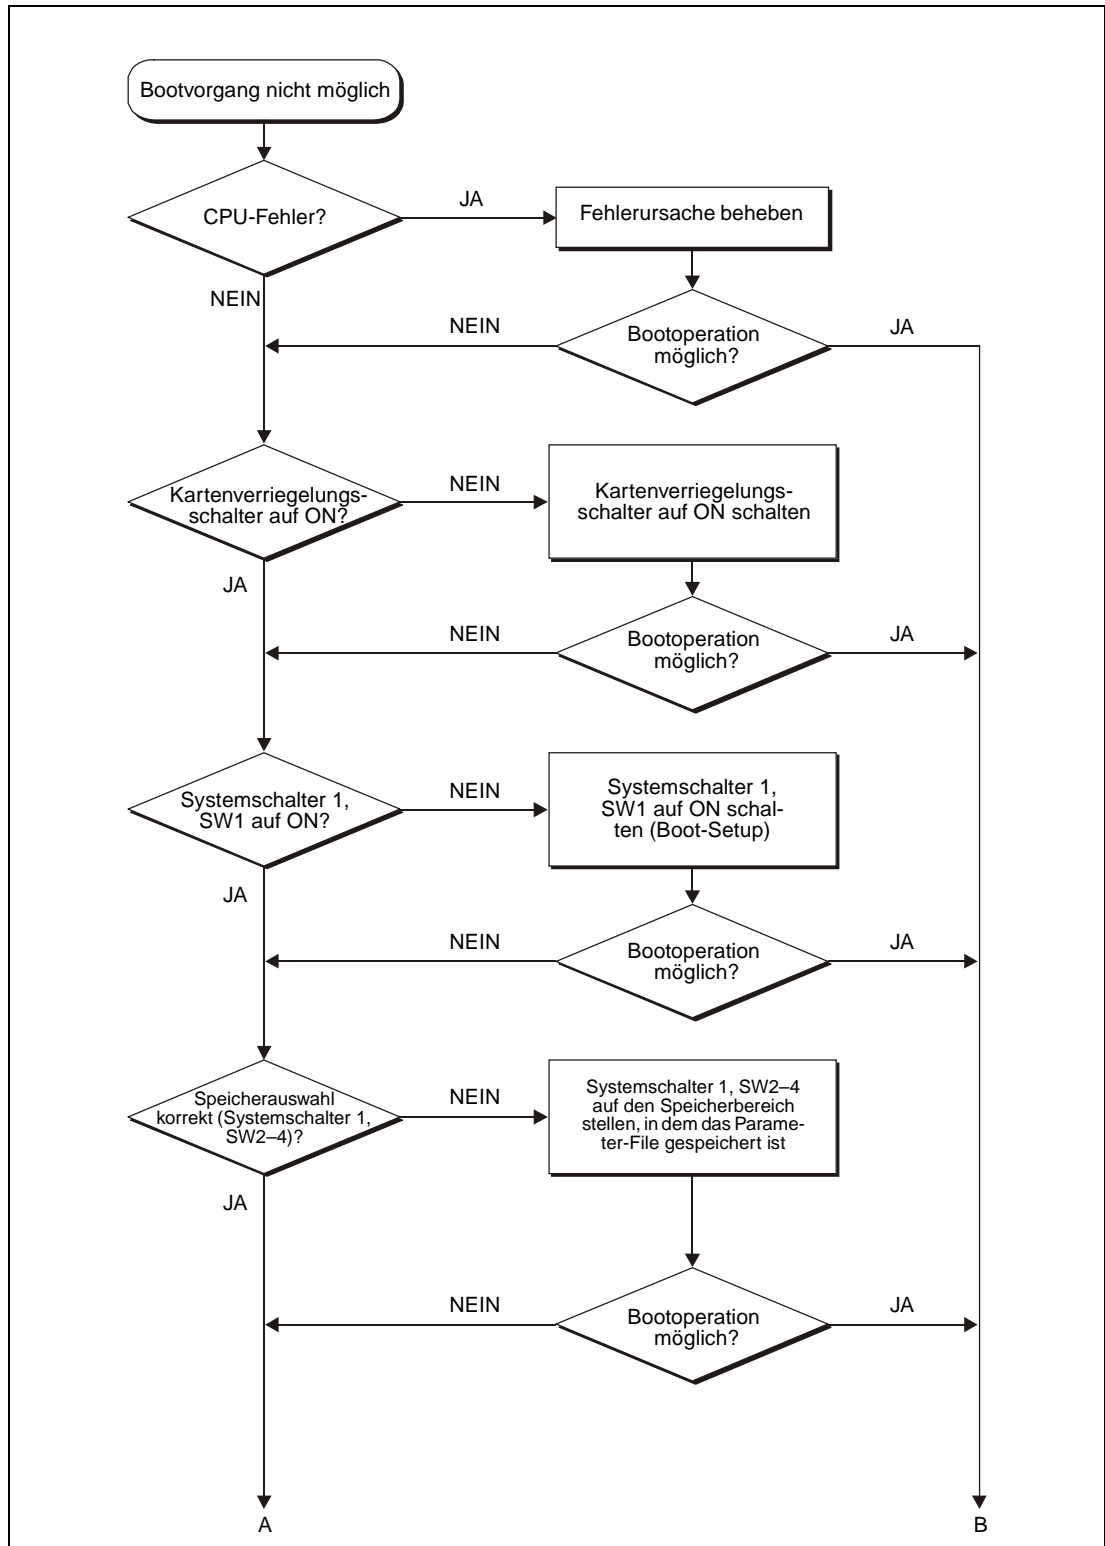 Bootvorgang nicht möglich
CPU-Fehler?
JA
Fehlerursache beheben
NEIN
NEIN
Bootoperation
möglich?
JA
Kartenverriegelungs-
schalter auf ON?
NEIN
Kartenverriegelungs-
schalter auf ON schalten
JA
NEIN
Bootoperation
möglich?
JA
Systemschalter 1,
SW1 auf ON?
NEIN
Systemschalter 1,
SW1 auf ON schal-
ten (Boot-Setup)
JA
NEIN
Bootoperation
möglich?
JA
Speicherauswahl
korrekt (Systemschalter 1,
SW2–4)?
NEIN
Systemschalter 1, SW2–4
auf den Speicherbereich
stellen, in dem das Parame-
ter-File gespeichert ist
JA
NEIN
Bootoperation
möglich?
JA
A
B